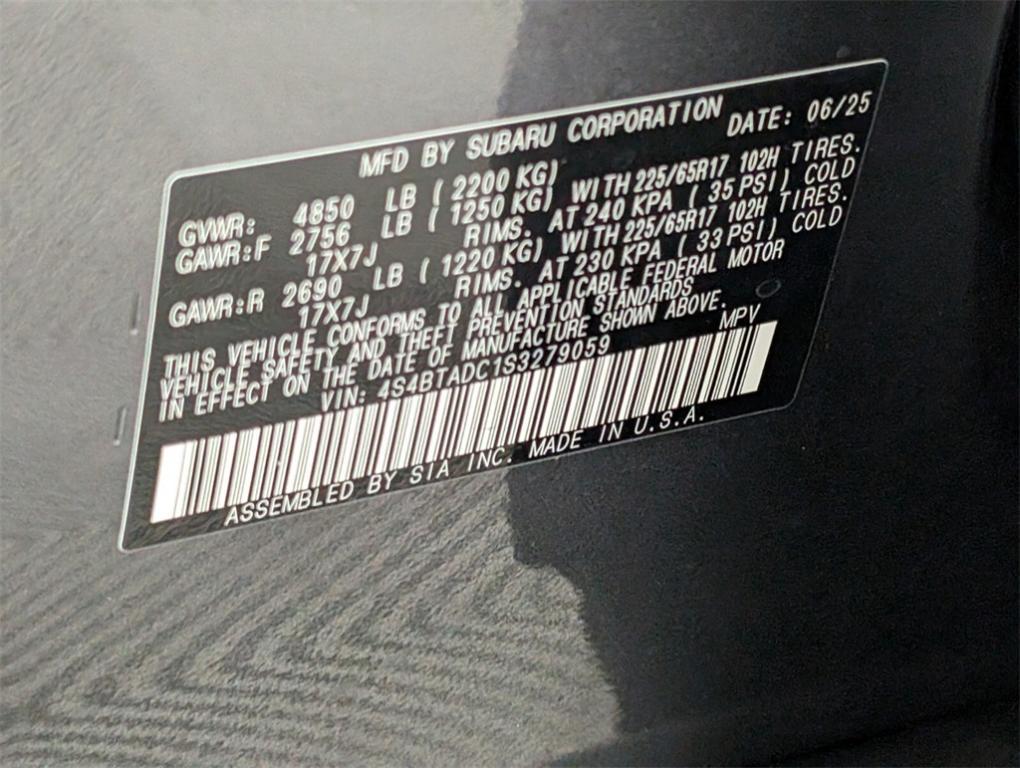 MFD BY SUBARU CORPORATION
DATE: 06/25
GVWR: 4850 LB ( 2200 KG)
GAWR:F 2756 LB ( 1250 KG) WITH 225/65R17 102H TIRES.
17X7J RIMS. AT 240 KPA ( 35 PSI) COLD
GAWR:R 2690 LB ( 1220 KG) WITH 225/65R17 102H TIRES.
17X7J RIMS. AT 230 KPA ( 33 PSI) COLD
THIS VEHICLE CONFORMS TO ALL APPLICABLE FEDERAL MOTOR
VEHICLE SAFETY AND THEFT PREVENTION STANDARDS
IN EFFECT ON THE DATE OF MANUFACTURE SHOWN ABOVE.
VIN: 4S4BTADC1S3279059 MPV
ASSEMBLED BY SIA INC. MADE IN U.S.A.